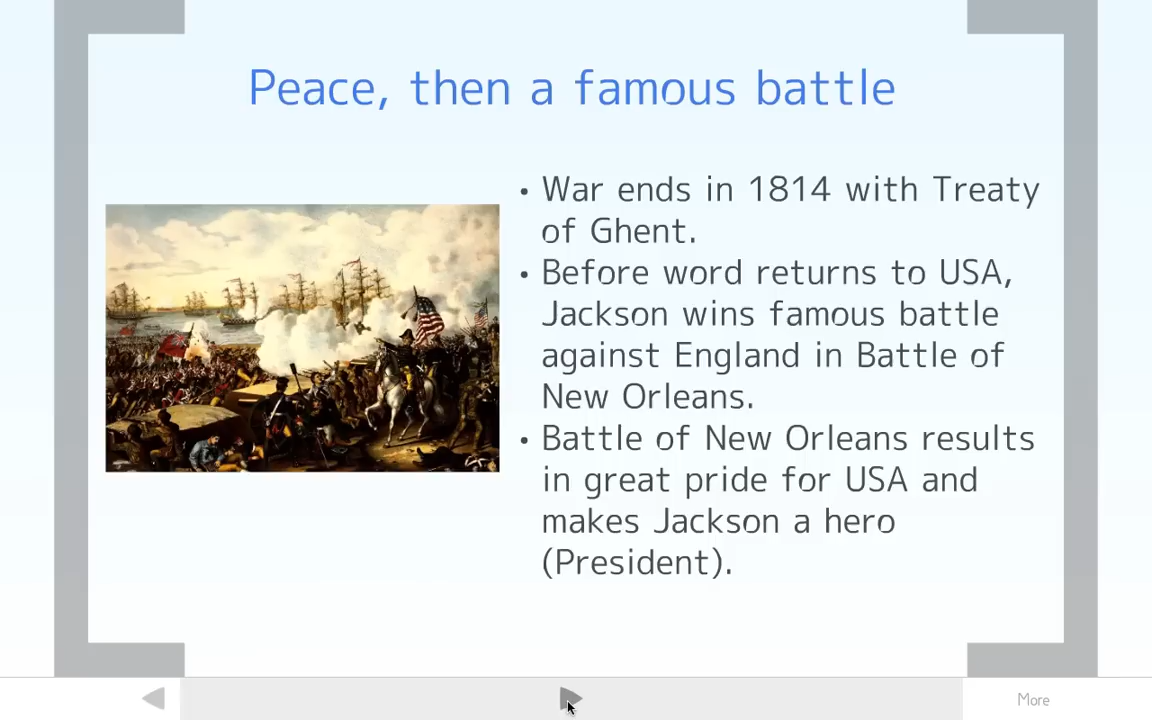 Peace, then a famous battle
• War ends in 1814 with Treaty
of Ghent.
• Before word returns to USA,
Jackson wins famous battle
against England in Battle of
New Orleans.
• Battle of New Orleans results
in great pride for USA and
makes Jackson a hero
(President).
More